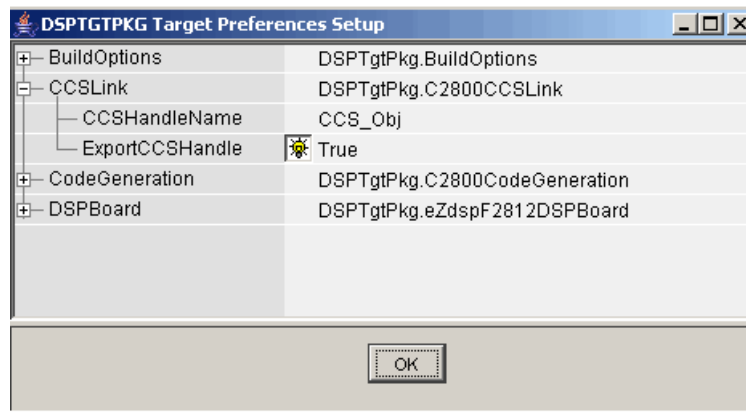 DSPTGTPKG Target Preferences Setup
BuildOptions DSPTgtPkg.BuildOptions
CCSLink DSPTgtPkg.C2800CCSLink
CCSHandleName CCS_Obj
ExportCCSHandle True
CodeGeneration DSPTgtPkg.C2800CodeGeneration
DSPBoard DSPTgtPkg.eZdspF2812DSPBoard
OK